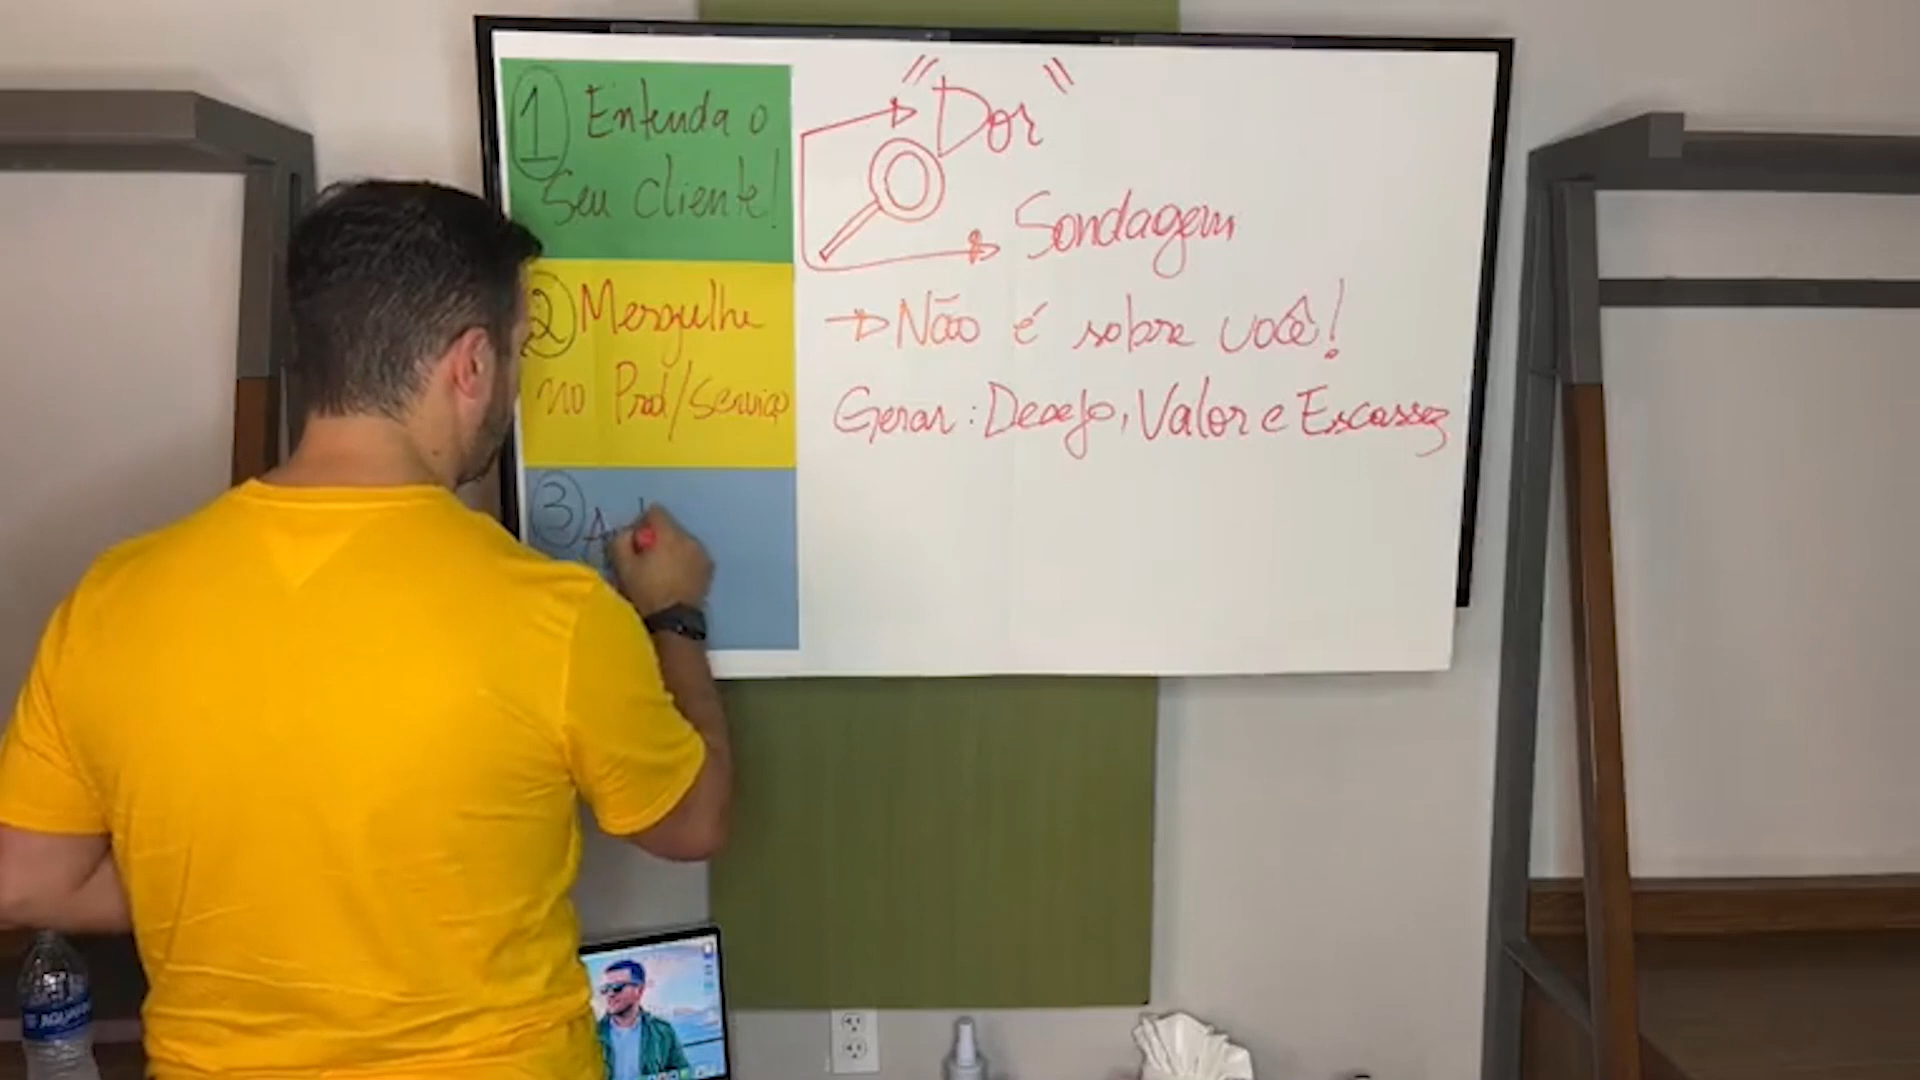 1 Entenda o
seu cliente!
"Dor"
Sondagem
2 Mergulhe
no Prod/Serviço
Não é sobre você!
Gerar: Desejo, Valor e Escassez
3